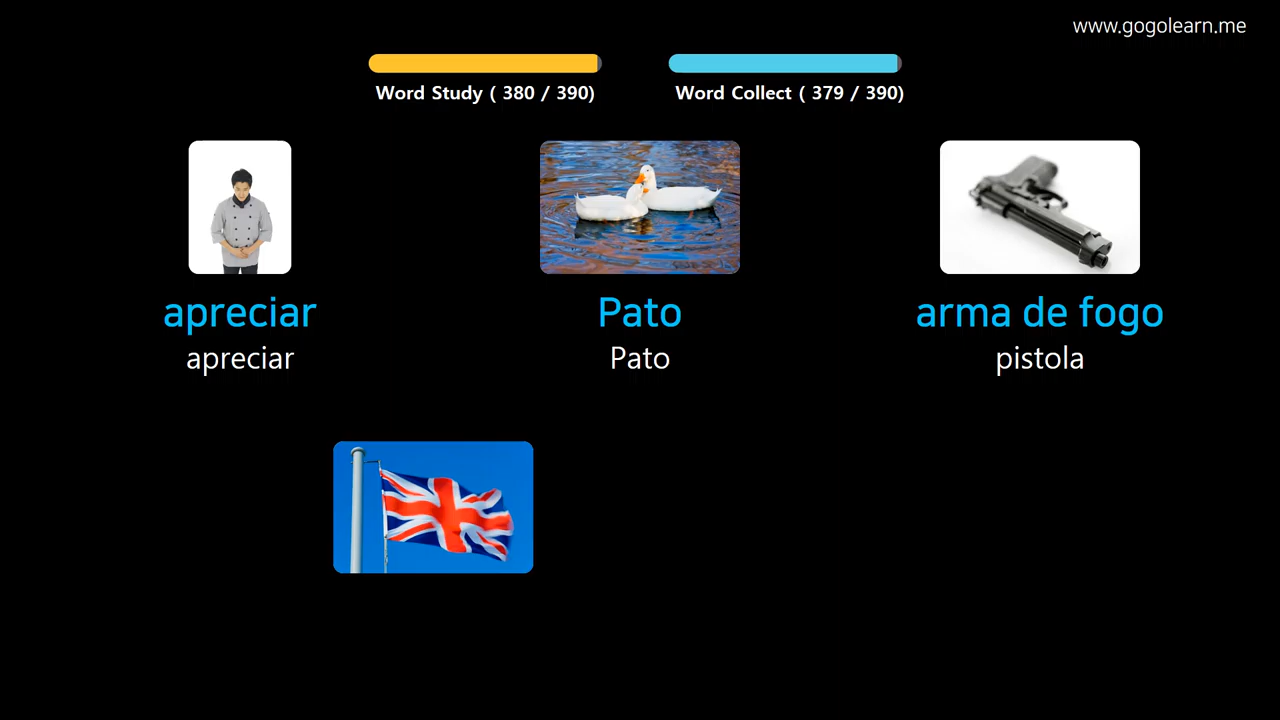 www.gogolearn.me
Word Study ( 380 / 390)
Word Collect ( 379 / 390)
apreciar
apreciar
Pato
Pato
arma de fogo
pistola